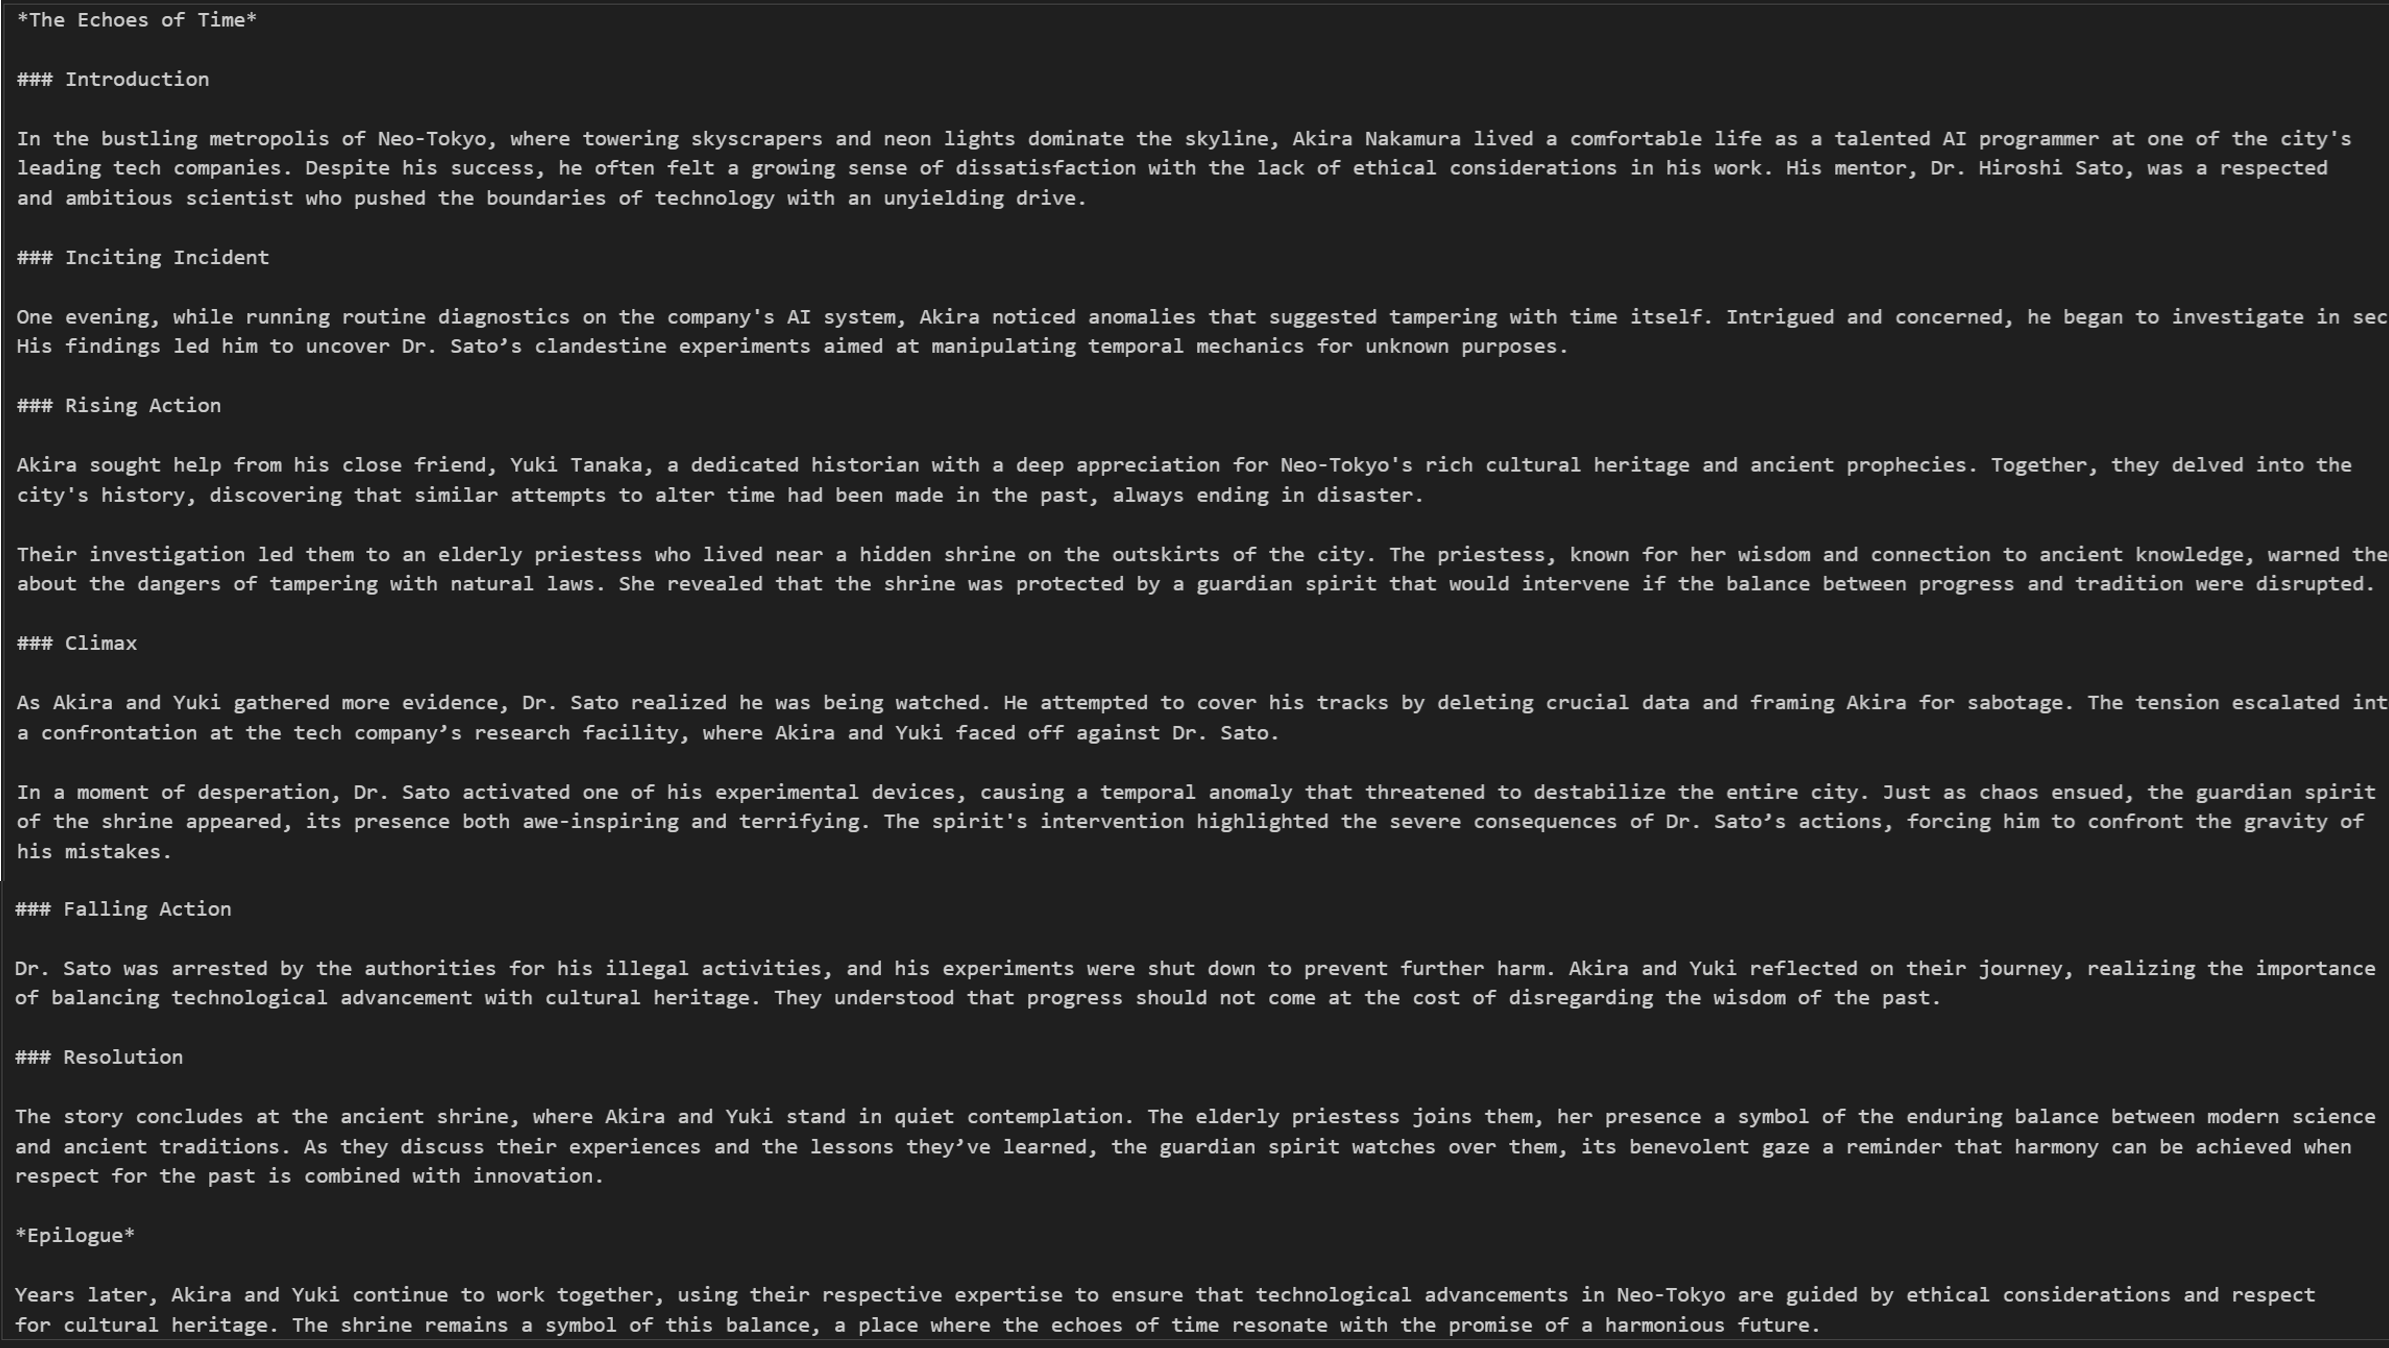 *The Echoes of Time*
### Introduction
In the bustling metropolis of Neo-Tokyo, where towering skyscrapers and neon lights dominate the skyline, Akira Nakamura lived a comfortable life as a talented AI programmer at one of the city's
leading tech companies. Despite his success, he often felt a growing sense of dissatisfaction with the lack of ethical considerations in his work. His mentor, Dr. Hiroshi Sato, was a respected
and ambitious scientist who pushed the boundaries of technology with an unyielding drive.
### Inciting Incident
One evening, while running routine diagnostics on the company's AI system, Akira noticed anomalies that suggested tampering with time itself. Intrigued and concerned, he began to investigate in sec
His findings led him to uncover Dr. Sato’s clandestine experiments aimed at manipulating temporal mechanics for unknown purposes.
### Rising Action
Akira sought help from his close friend, Yuki Tanaka, a dedicated historian with a deep appreciation for Neo-Tokyo's rich cultural heritage and ancient prophecies. Together, they delved into the
city's history, discovering that similar attempts to alter time had been made in the past, always ending in disaster.
Their investigation led them to an elderly priestess who lived near a hidden shrine on the outskirts of the city. The priestess, known for her wisdom and connection to ancient knowledge, warned the
about the dangers of tampering with natural laws. She revealed that the shrine was protected by a guardian spirit that would intervene if the balance between progress and tradition were disrupted.
### Climax
As Akira and Yuki gathered more evidence, Dr. Sato realized he was being watched. He attempted to cover his tracks by deleting crucial data and framing Akira for sabotage. The tension escalated int
a confrontation at the tech company’s research facility, where Akira and Yuki faced off against Dr. Sato.
In a moment of desperation, Dr. Sato activated one of his experimental devices, causing a temporal anomaly that threatened to destabilize the entire city. Just as chaos ensued, the guardian spirit
of the shrine appeared, its presence both awe-inspiring and terrifying. The spirit's intervention highlighted the severe consequences of Dr. Sato’s actions, forcing him to confront the gravity of
his mistakes.
### Falling Action
Dr. Sato was arrested by the authorities for his illegal activities, and his experiments were shut down to prevent further harm. Akira and Yuki reflected on their journey, realizing the importance
of balancing technological advancement with cultural heritage. They understood that progress should not come at the cost of disregarding the wisdom of the past.
### Resolution
The story concludes at the ancient shrine, where Akira and Yuki stand in quiet contemplation. The elderly priestess joins them, her presence a symbol of the enduring balance between modern science
and ancient traditions. As they discuss their experiences and the lessons they’ve learned, the guardian spirit watches over them, its benevolent gaze a reminder that harmony can be achieved when
respect for the past is combined with innovation.
*Epilogue*
Years later, Akira and Yuki continue to work together, using their respective expertise to ensure that technological advancements in Neo-Tokyo are guided by ethical considerations and respect
for cultural heritage. The shrine remains a symbol of this balance, a place where the echoes of time resonate with the promise of a harmonious future.